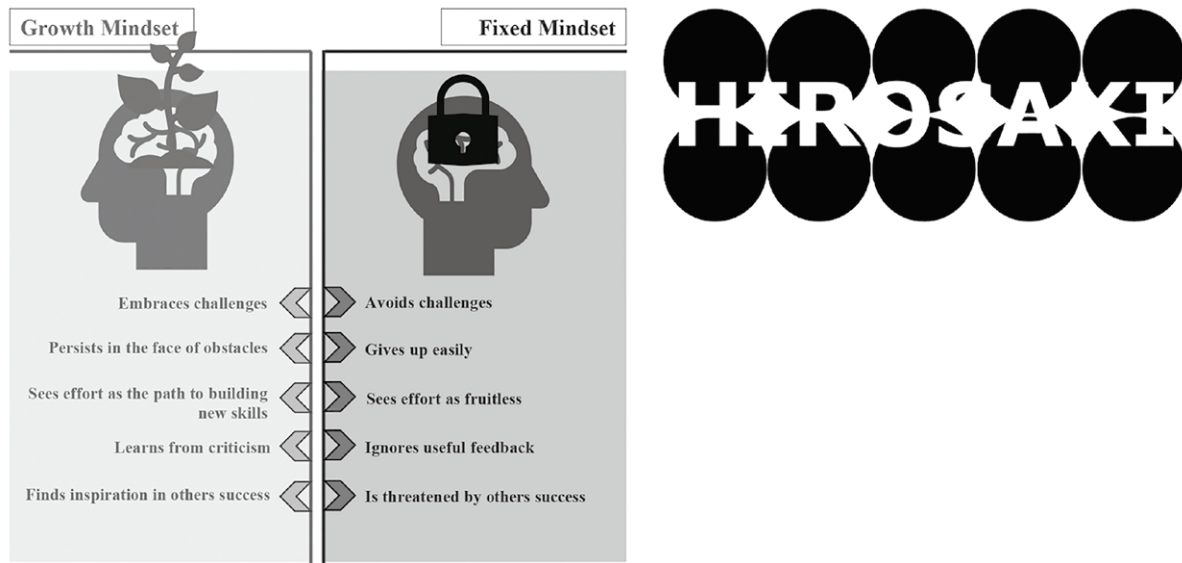 Growth Mindset
Fixed Mindset
Embraces challenges
Persists in the face of obstacles
Sees effort as the path to building
new skills
Learns from criticism
Finds inspiration in others success
Avoids challenges
Gives up easily
Sees effort as fruitless
Ignores useful feedback
Is threatened by others success
HIROSAKI